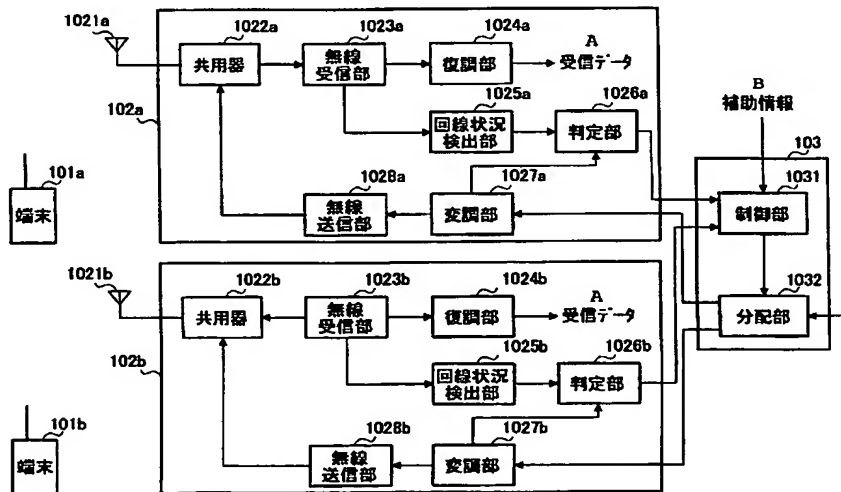 1021a
1022a
共用器
1023a
無線
受信部
1024a
復調部
A
受信データ
1025a
回線状況
検出部
1026a
判定部
102a
1028a
無線
送信部
1027a
変調部
101a
端末
B
補助情報
103
1031
制御部
1032
分配部
1021b
1022b
共用器
1023b
無線
受信部
1024b
復調部
A
受信データ
1025b
回線状況
検出部
1026b
判定部
102b
1028b
無線
送信部
1027b
変調部
101b
端末